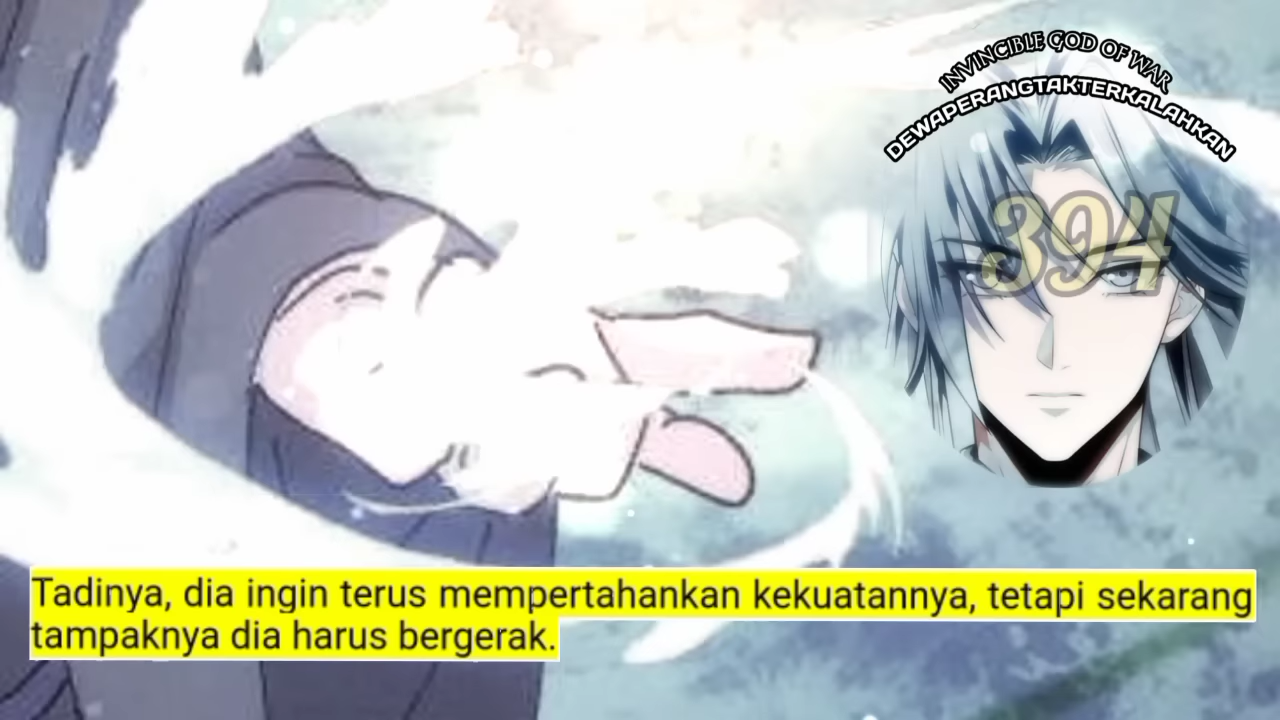 INVINCIBLE GOD OF WAR
DEWAPERANGTAKTERKALAHKAN
394
Tadinya, dia ingin terus mempertahankan kekuatannya, tetapi sekarang
tampaknya dia harus bergerak.